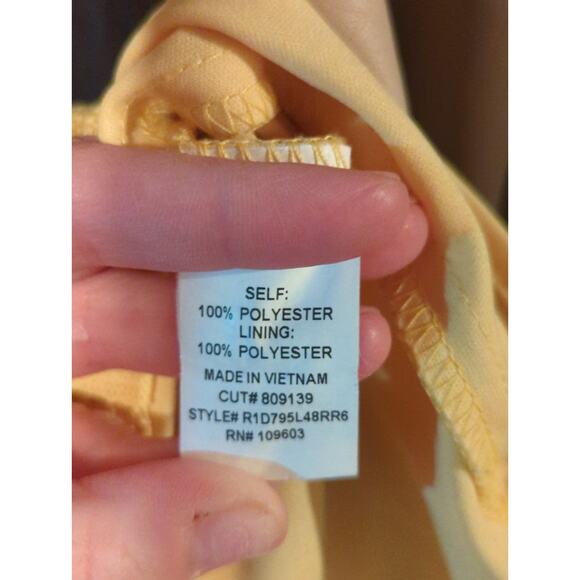 SELF:
100% POLYESTER
LINING:
100% POLYESTER
MADE IN VIETNAM
CUT# 809139
STYLE# R1D795L48RR6
RN# 109603